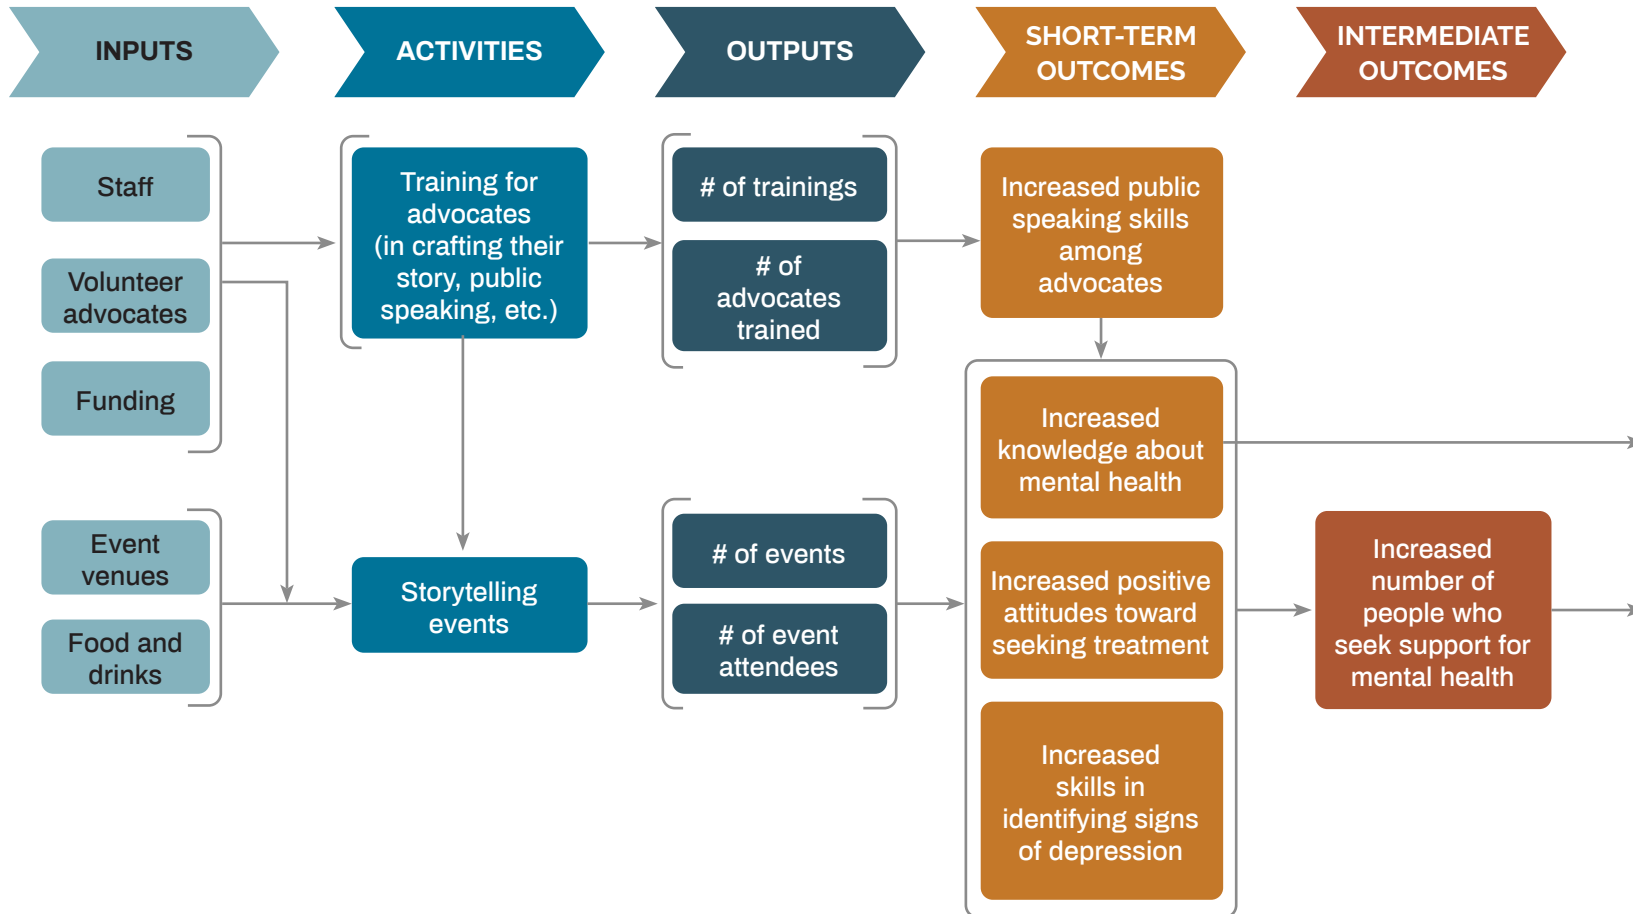 INPUTS
ACTIVITIES
OUTPUTS
SHORT-TERM
OUTCOMES
INTERMEDIATE
OUTCOMES
Staff
Volunteer
advocates
Funding
Event
venues
Food and
drinks
Training for
advocates
(in crafting their
story, public
speaking, etc.)
Storytelling
events
# of trainings
# of
advocates
trained
# of events
# of event
attendees
Increased public
speaking skills
among
advocates
Increased
knowledge about
mental health
Increased positive
attitudes toward
seeking treatment
Increased
skills in
identifying signs
of depression
Increased
number of
people who
seek support for
mental health